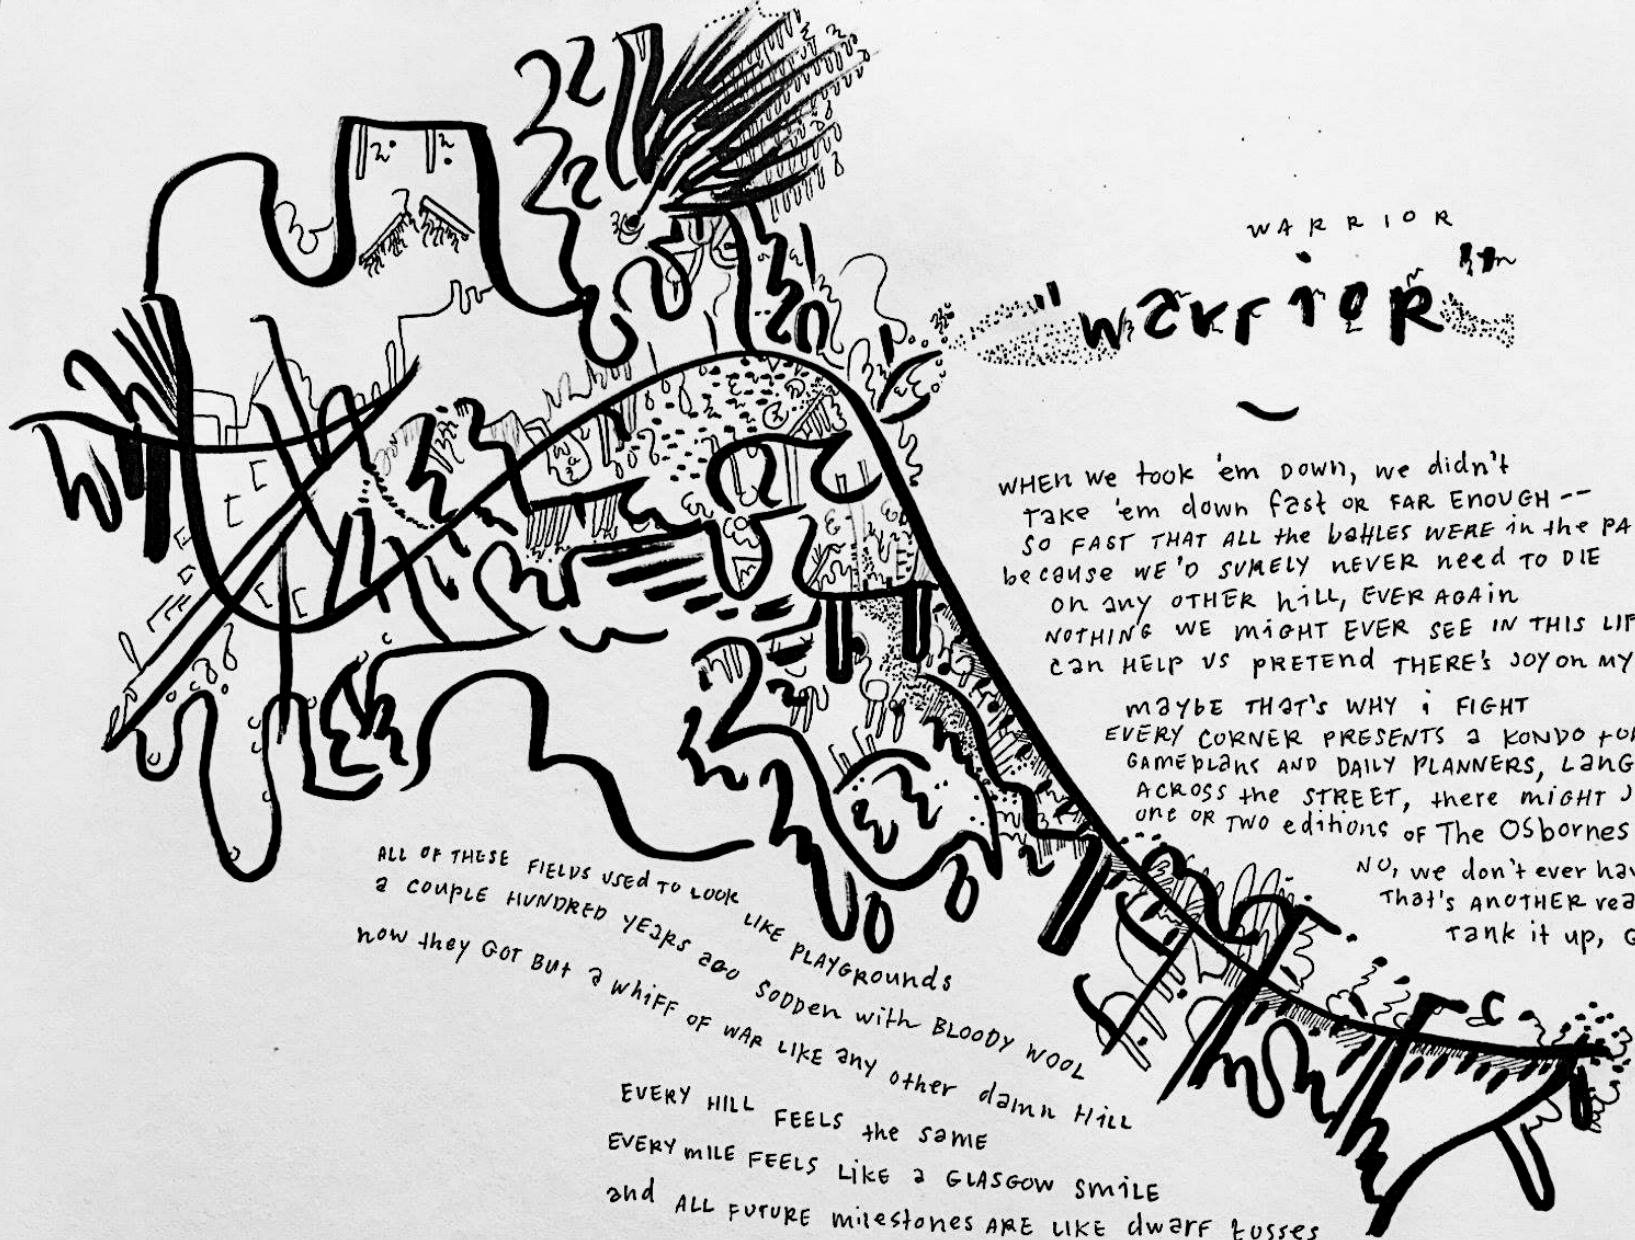 WARRIOR
"warrior"
WHEN we took 'em DOWN, we didn't
TAKE 'em down fast OR FAR ENOUGH --
SO FAST THAT ALL the battles WERE in the PA
because WE'D SURELY NEVER need TO DIE
on any OTHER hill, EVER AGAIN
NOTHING WE MiGHT EVER SEE IN THIS LIF
can HELP US PRETEND THERE'S JOY on MY
maybE THAT'S WHY i FIGHT
EVERY CORNER PRESENTS a KONDO
GAMEplans AND DAILY PLANNERS, LanG
ACROSS the STREET, there miGHT J
one OR TWO editions OF The OSbornes
NO, we don't ever hav
That's ANOTHER rea
Tank it up, G
ALL OF THESE FIELDS USED TO LOOK LIKE PLAYGROUNDS
a COUPLE HUNDRED YEARS AGO SODDEN with BLOODY WOOL
now they GOT BUt a whiFF OF WAR LIKE any other damn HiLL
EVERY HILL FEELS the same
EVERY MILE FEELS Like a GLASGOW SmiLE
and ALL FUTURE milestones ARE LIKE dwarf tosses